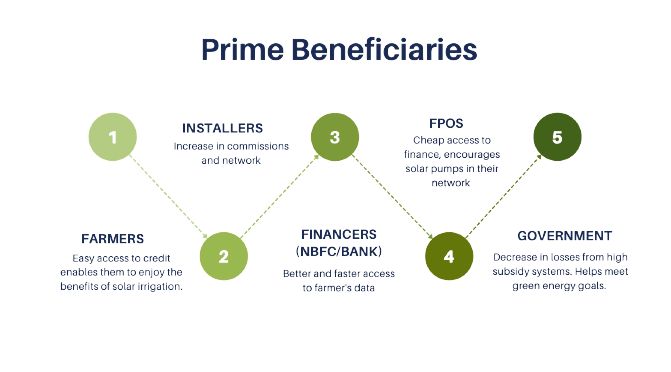 Prime Beneficiaries
1
FARMERS
Easy access to credit
enables them to enjoy the
benefits of solar irrigation.
2
INSTALLERS
Increase in commissions
and network
3
FINANCERS
(NBFC/BANK)
Better and faster access
to farmer's data
4
FPOS
Cheap access to
finance, encourages
solar pumps in their
network
5
GOVERNMENT
Decrease in losses from high
subsidy systems. Helps meet
green energy goals.